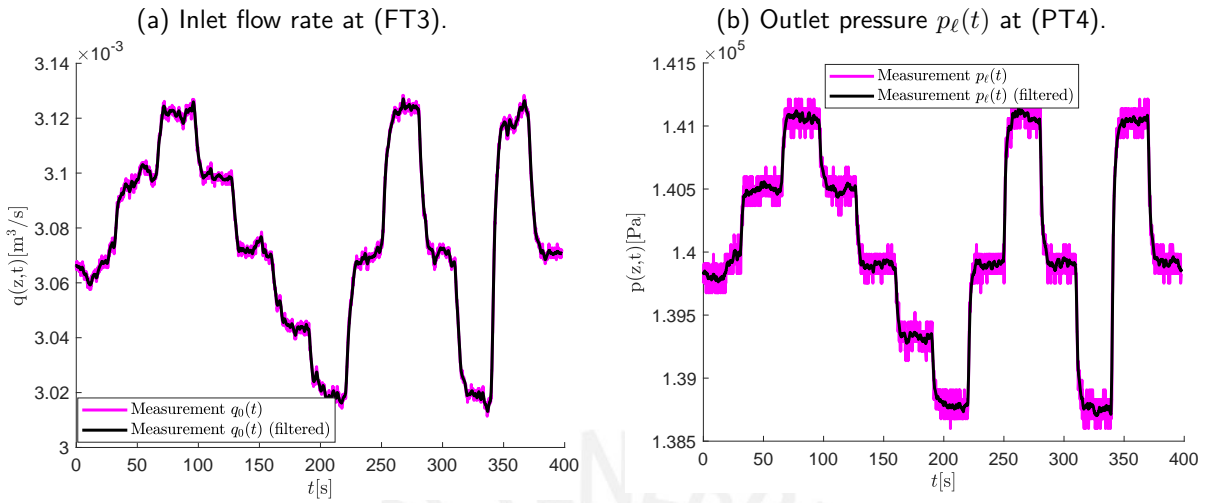 (a) Inlet flow rate at (FT3).
×10⁻³
3.14
3.12
3.1
3.08
3.06
3.04
3.02
3
q(z,t)[m³/s]
Measurement q₀(t)
Measurement q₀(t) (filtered)
0 50 100 150 200 250 300 350 400
t[s]
(b) Outlet pressure pℓ(t) at (PT4).
×10⁵
1.415
1.41
1.405
1.4
1.395
1.39
1.385
p(z,t)[Pa]
Measurement pℓ(t)
Measurement pℓ(t) (filtered)
0 50 100 150 200 250 300 350 400
t[s]